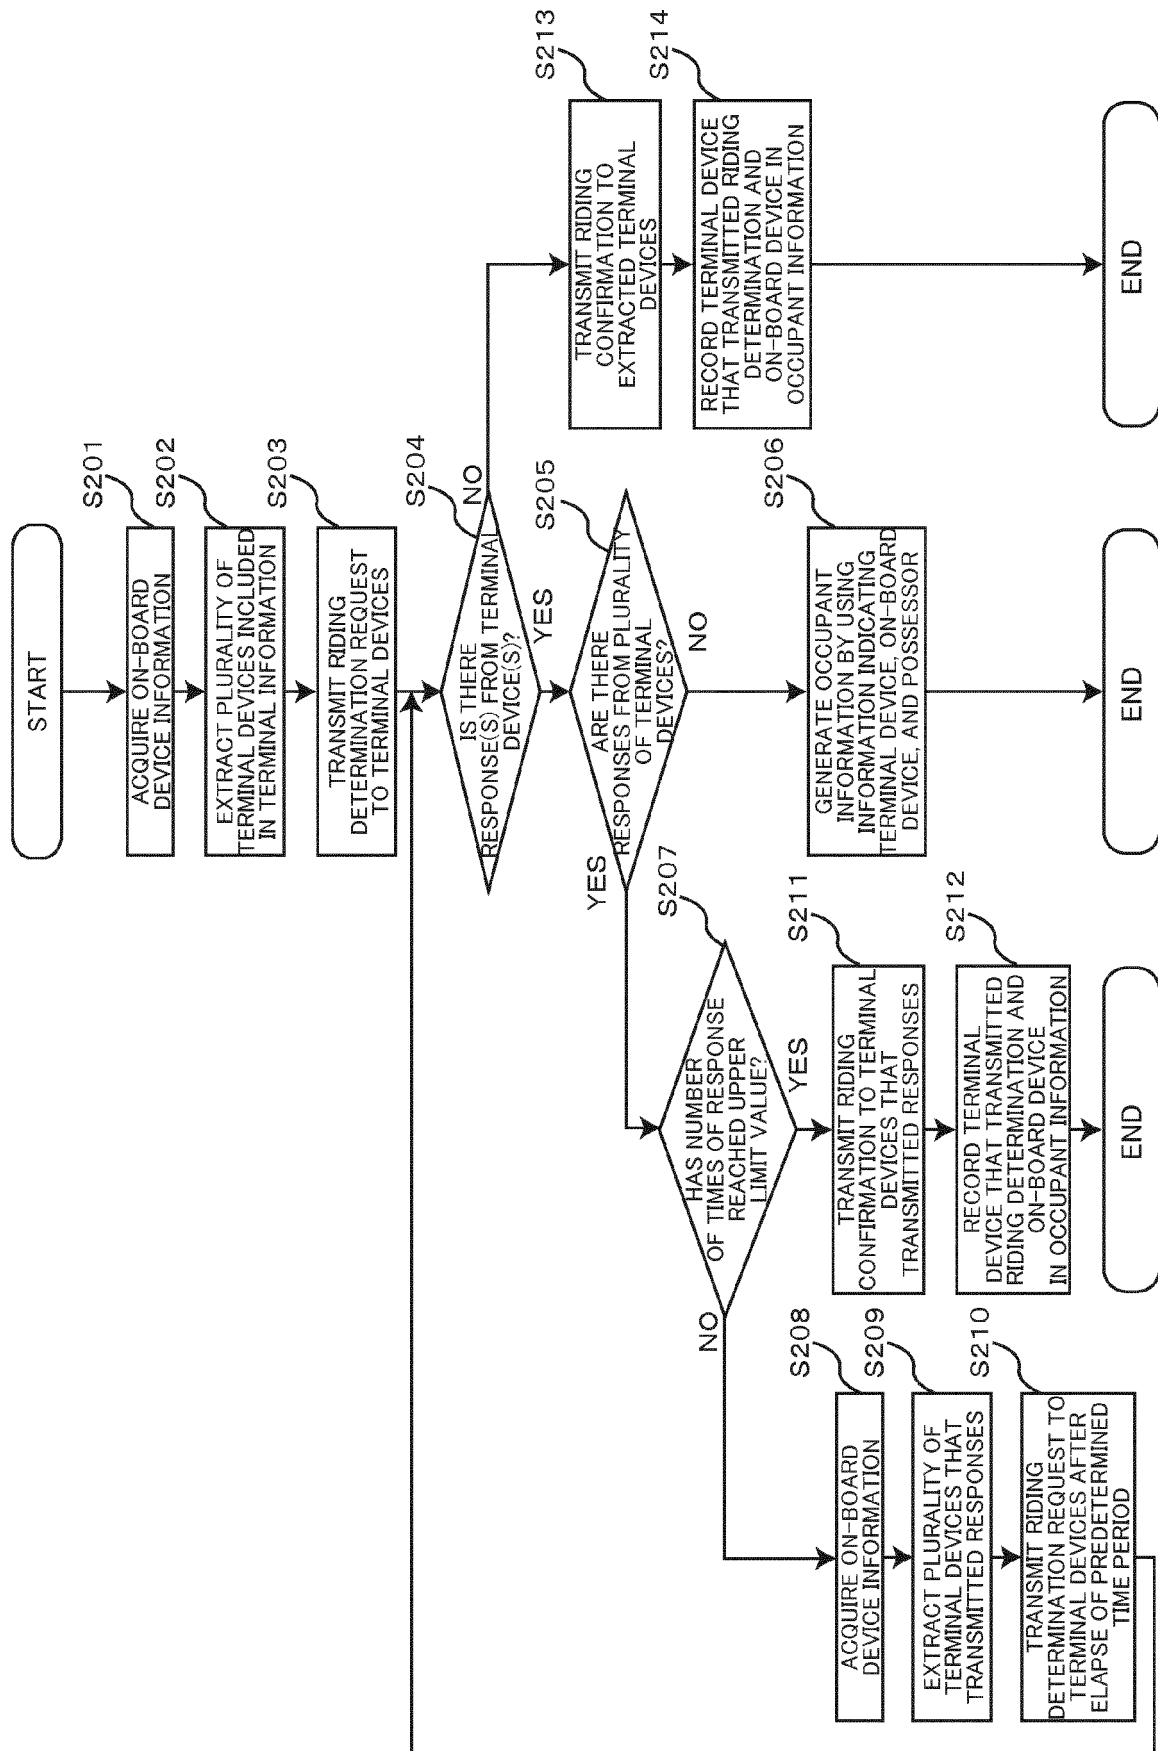 START
S201
ACQUIRE ON-BOARD
DEVICE INFORMATION
S202
EXTRACT PLURALITY OF
TERMINAL DEVICES INCLUDED
IN TERMINAL INFORMATION
S203
TRANSMIT RIDING
DETERMINATION REQUEST
TO TERMINAL DEVICES
S204
IS THERE
RESPONSE(S) FROM TERMINAL
DEVICE(S)?
NO
YES
S205
ARE THERE
RESPONSES FROM PLURALITY
OF TERMINAL
DEVICES?
YES
NO
S206
GENERATE OCCUPANT
INFORMATION BY USING
INFORMATION INDICATING
TERMINAL DEVICE, ON-BOARD
DEVICE, AND POSSESSOR
END
S207
HAS NUMBER
OF TIMES OF RESPONSE
REACHED UPPER
LIMIT VALUE?
NO
YES
S208
ACQUIRE ON-BOARD
DEVICE INFORMATION
S209
EXTRACT PLURALITY OF
TERMINAL DEVICES THAT
TRANSMITTED RESPONSES
S210
TRANSMIT RIDING
DETERMINATION REQUEST TO
TERMINAL DEVICES AFTER
ELAPSE OF PREDETERMINED
TIME PERIOD
S211
TRANSMIT RIDING
CONFIRMATION TO TERMINAL
DEVICES THAT
TRANSMITTED RESPONSES
S212
RECORD TERMINAL
DEVICE THAT TRANSMITTED
RIDING DETERMINATION AND
ON-BOARD DEVICE
IN OCCUPANT INFORMATION
END
S213
TRANSMIT RIDING
CONFIRMATION TO
EXTRACTED TERMINAL
DEVICES
S214
RECORD TERMINAL DEVICE
THAT TRANSMITTED RIDING
DETERMINATION AND
ON-BOARD DEVICE IN
OCCUPANT INFORMATION
END